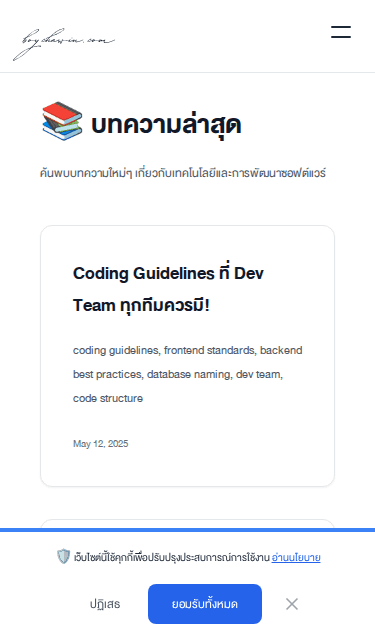 boychawin.com
บทความล่าสุด
ค้นพบบทความใหม่ๆ เกี่ยวกับเทคโนโลยีและการพัฒนาซอฟต์แวร์
Coding Guidelines ที่ Dev
Team ทุกทีมควรมี!
coding guidelines, frontend standards, backend
best practices, database naming, dev team,
code structure
May 12, 2025
เว็บไซต์นี้ใช้คุกกี้เพื่อปรับปรุงประสบการณ์การใช้งาน อ่านนโยบาย
ปฏิเสธ
ยอมรับทั้งหมด